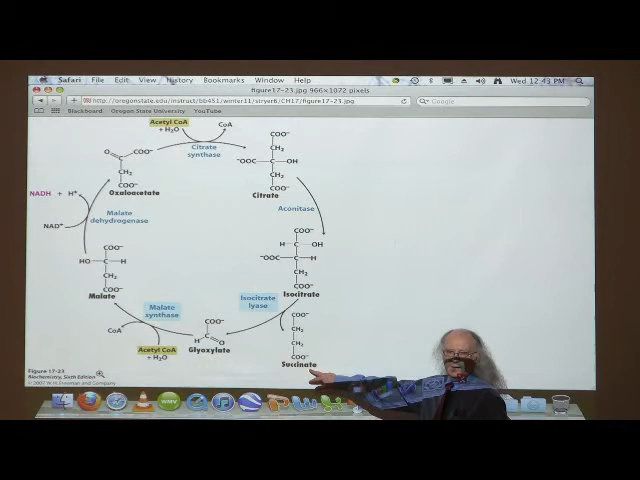 Safari File Edit View History Bookmarks Window Help Wed 12:43 PM
figure17-23.jpg 966×1072 pixels
http://oregonstate.edu/instruct/bb451/winter11/stryer6/CH17/figure17-23.jpg
Google
Blackboard Oregon State University YouTube
Acetyl CoA
+ H₂O
CoA
Citrate
synthase
O
COO⁻
C
CH₂
COO⁻
Oxaloacetate
COO⁻
CH₂
⁻OOC C OH
CH₂
COO⁻
Citrate
Aconitase
NADH + H⁺
NAD⁺
Malate
dehydrogenase
COO⁻
H C OH
⁻OOC C H
CH₂
COO⁻
Isocitrate
COO⁻
HO C H
CH₂
COO⁻
Malate
Malate
synthase
CoA
Acetyl CoA
+ H₂O
Isocitrate
lyase
COO⁻
C
H O
Glyoxylate
COO⁻
CH₂
CH₂
COO⁻
Succinate
Figure 17-23
Biochemistry, Sixth Edition
© 2007 W. H. Freeman and Company
WMV